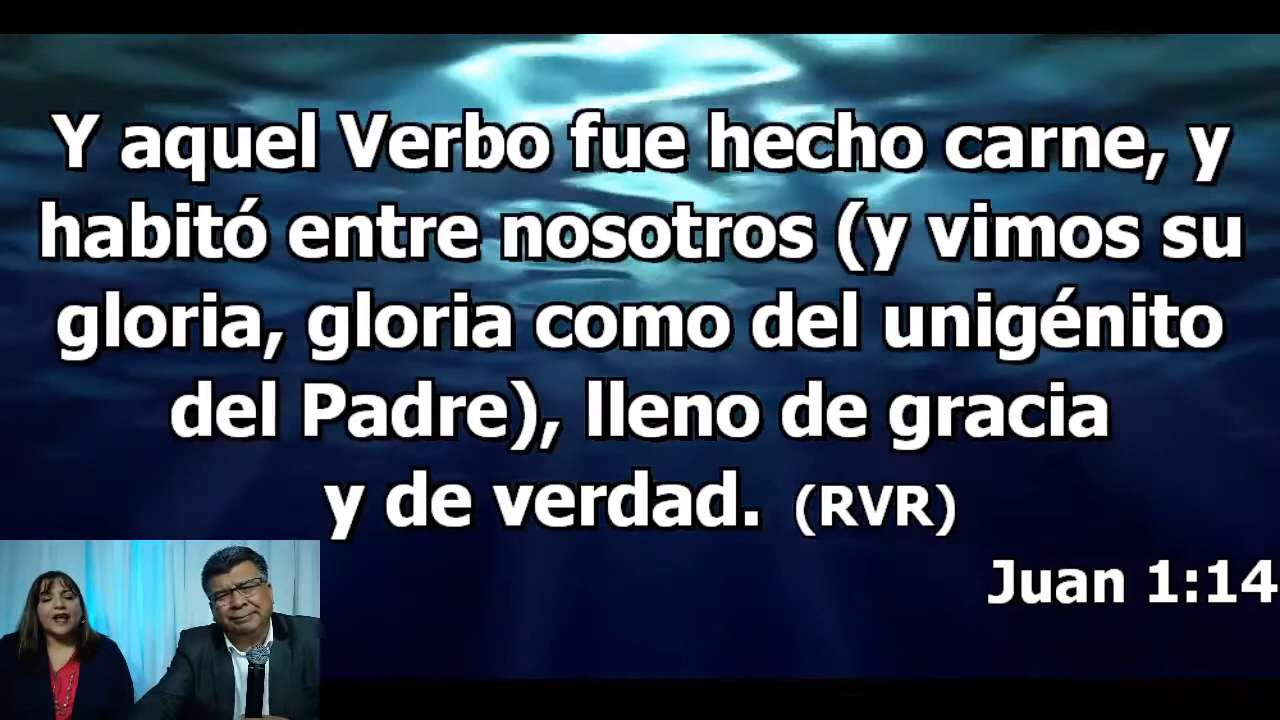 Y aquel Verbo fue hecho carne, y
habitó entre nosotros (y vimos su
gloria, gloria como del unigénito
del Padre), lleno de gracia
y de verdad. (RVR)
Juan 1:14